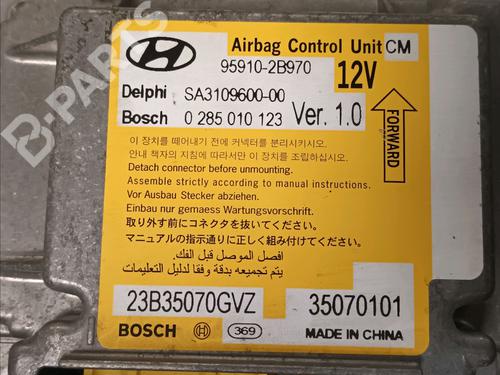 B-PARTS
Airbag Control Unit CM
95910-2B970
12V
Delphi SA3109600-00
Bosch 0 285 010 123
Ver. 1.0
FORWARD
이 장치를 떼어내기 전에 커넥터를 분리시키시오.
안내 책자의 지침에 따라서만 이 장치를 조립하십시오.
Detach connector before unmounting.
Assemble strictly according to manual instructions.
Vor Ausbau Stecker abziehen.
Einbau nur gemaess Wartungsvorschrift.
取り外す前にコネクタを抜いてください。
マニュアルの指示通りに正しく組み付けてください。
افصل الموصل قبل الفك.
يتم تجميعه بدقة وفقا لدليل التعليمات
23B35070GVZ
35070101
BOSCH
369
MADE IN CHINA